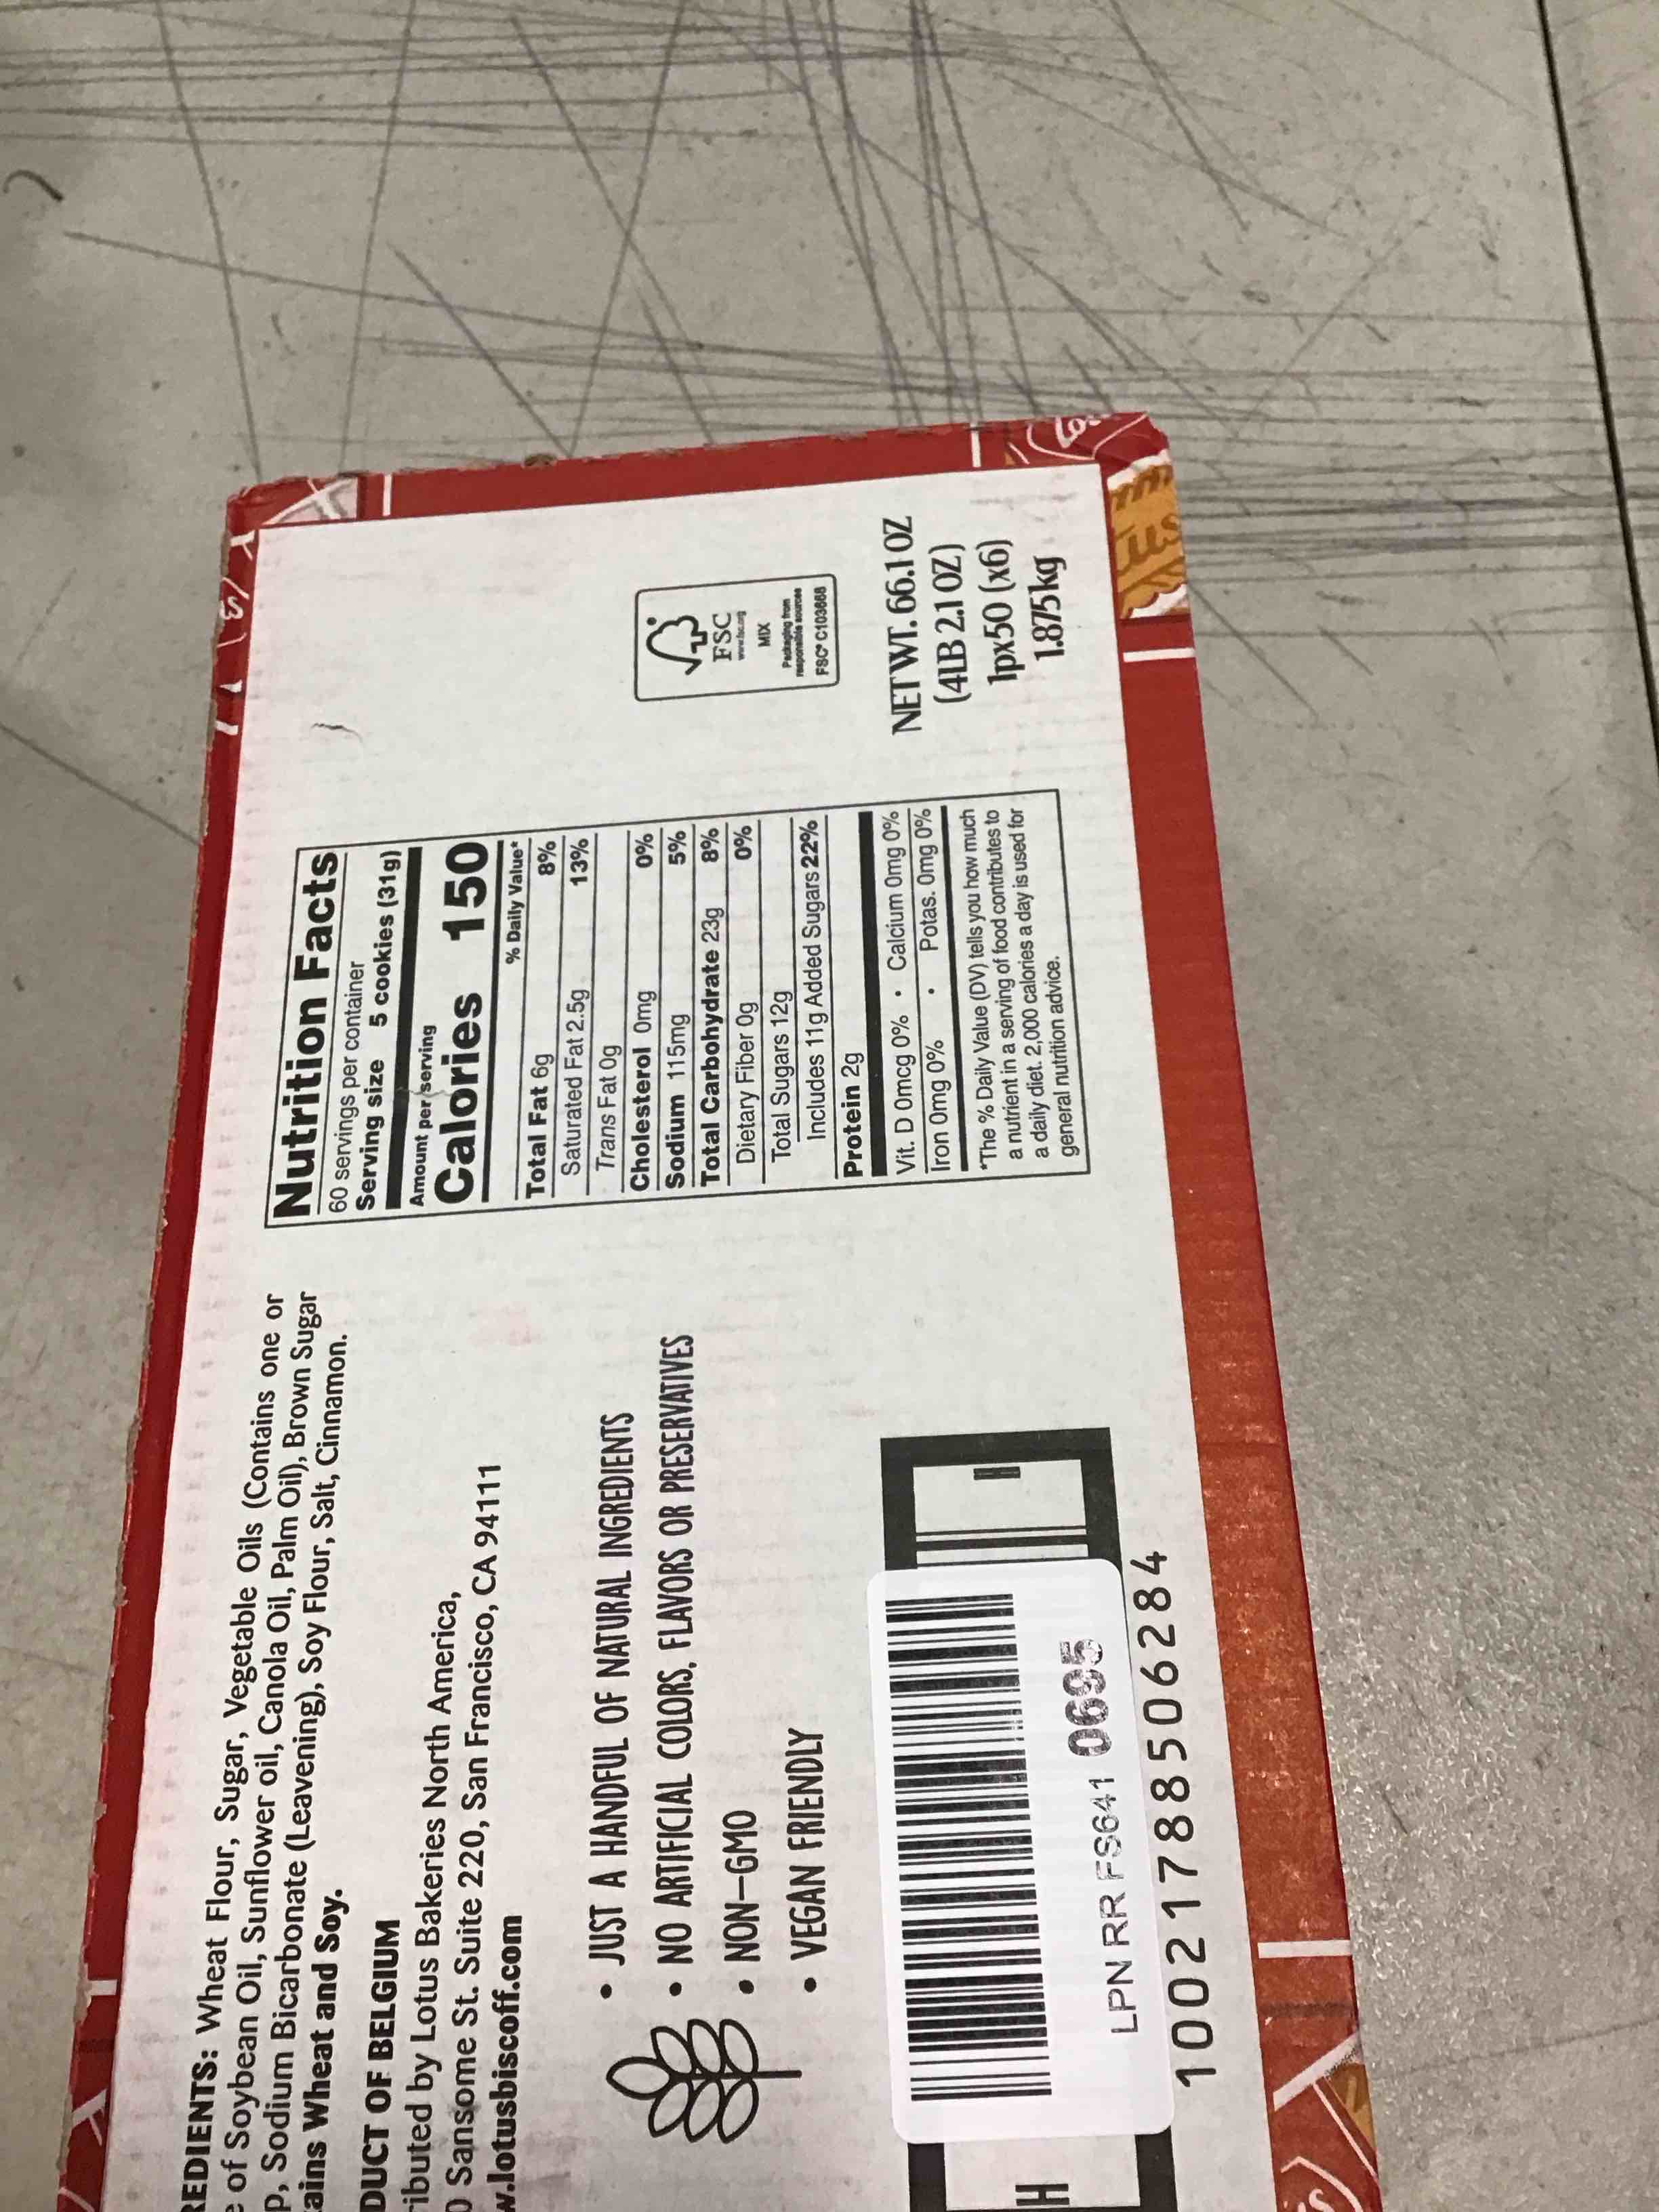 REDIENTS: Wheat Flour, Sugar, Vegetable Oils (Contains one or
e of Soybean Oil, Sunflower oil, Canola Oil, Palm Oil), Brown Sugar
p, Sodium Bicarbonate (Leavening), Soy Flour, Salt, Cinnamon.
ains Wheat and Soy.
DUCT OF BELGIUM
ributed by Lotus Bakeries North America,
0 Sansome St. Suite 220, San Francisco, CA 94111
w.lotusbiscoff.com
• JUST A HANDFUL OF NATURAL INGREDIENTS
• NO ARTIFICIAL COLORS, FLAVORS OR PRESERVATIVES
• NON-GMO
• VEGAN FRIENDLY
H
H
LPN RR FS641 0695
10021788506284
Nutrition Facts
60 servings per container
Serving size 5 cookies (31g)
Amount per serving
Calories 150
% Daily Value*
Total Fat 6g 8%
Saturated Fat 2.5g 13%
Trans Fat 0g
Cholesterol 0mg 0%
Sodium 115mg 5%
Total Carbohydrate 23g 8%
Dietary Fiber 0g 0%
Total Sugars 12g
Includes 11g Added Sugars 22%
Protein 2g
Vit. D 0mcg 0% • Calcium 0mg 0%
Iron 0mg 0% • Potas. 0mg 0%
*The % Daily Value (DV) tells you how much
a nutrient in a serving of food contributes to
a daily diet. 2,000 calories a day is used for
general nutrition advice.
FSC
www.fsc.org
MIX
Packaging from
responsible sources
FSC® C103668
NET WT. 66.1 OZ
(4LB 2.1 OZ)
1px50 (x6)
1.875kg